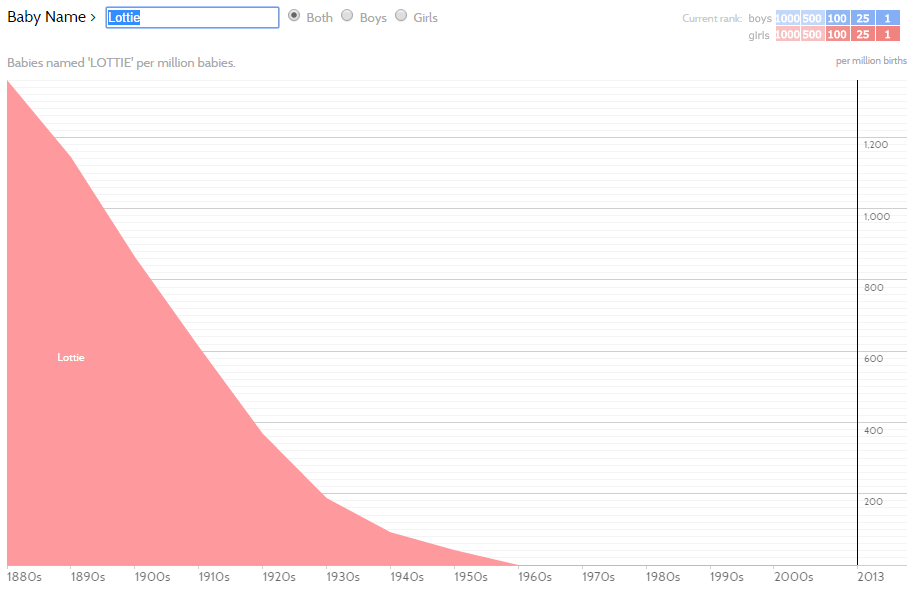 Baby Name > Lottie Both Boys Girls
Current rank: boys 1000 500 100 25 1
girls 1000 500 100 25 1
Babies named 'LOTTIE' per million babies.
per million births
1,200
1,000
800
600
Lottie
400
200
1880s 1890s 1900s 1910s 1920s 1930s 1940s 1950s 1960s 1970s 1980s 1990s 2000s 2013